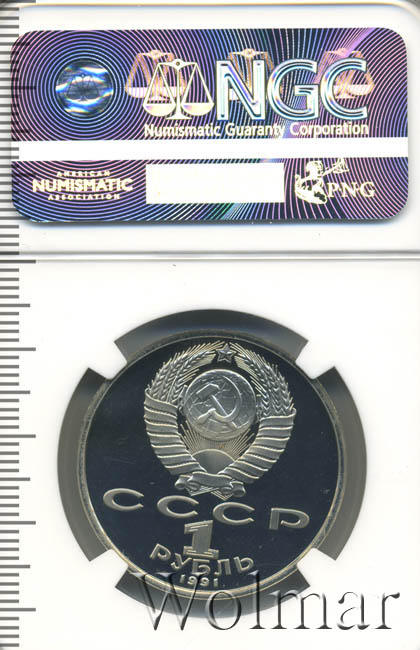 NGC
Numismatic Guaranty Corporation
AMERICAN
NUMISMATIC
ASSOCIATION
PNG
СССР
1
РУБЛЬ
1991
Wolmar